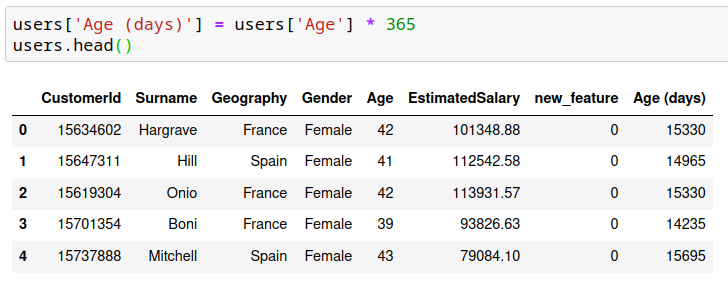 users['Age (days)'] = users['Age'] * 365
users.head()
CustomerId Surname Geography Gender Age EstimatedSalary new_feature Age (days)
0 15634602 Hargrave France Female 42 101348.88 0 15330
1 15647311 Hill Spain Female 41 112542.58 0 14965
2 15619304 Onio France Female 42 113931.57 0 15330
3 15701354 Boni France Female 39 93826.63 0 14235
4 15737888 Mitchell Spain Female 43 79084.10 0 15695